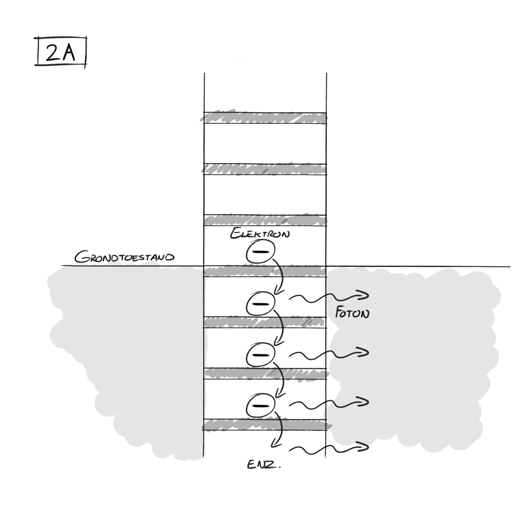 2A
ELEKTRON
GRONDTOESTAND
FOTON
ENZ.